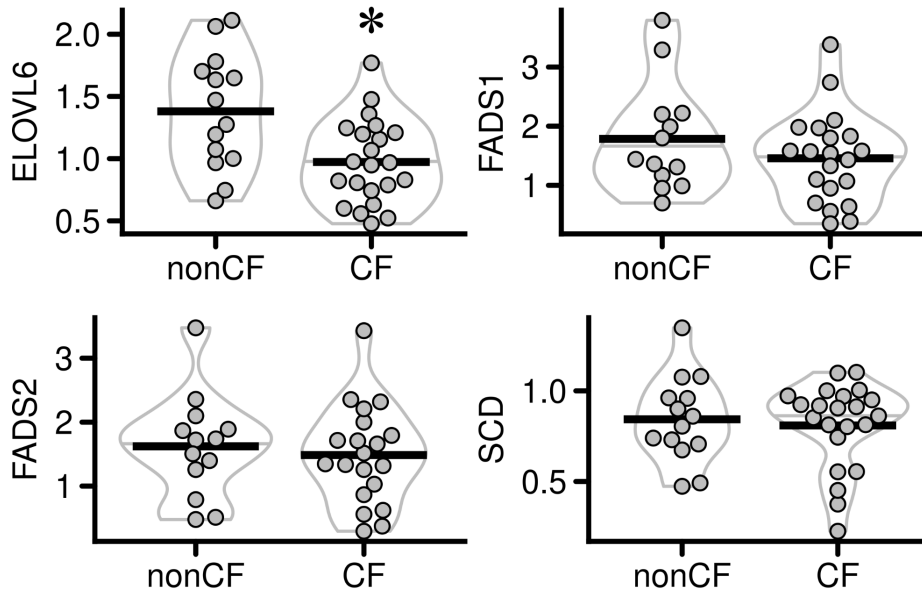 ELOVL6
2.0
1.5
1.0
0.5
*
nonCF CF
FADS1
3
2
1
nonCF CF
FADS2
3
2
1
nonCF CF
SCD
1.0
0.5
nonCF CF